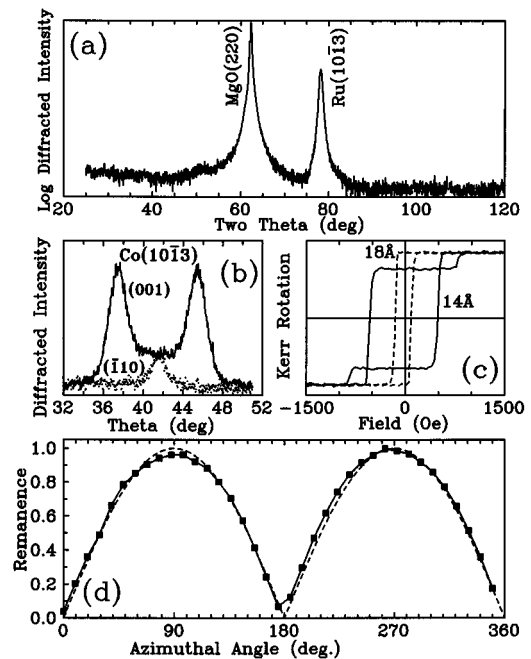 (a)
Log Diffracted Intensity
MgO(220)
Ru(101̄3)
20 40 60 80 100 120
Two Theta (deg)
(b)
Diffracted Intensity
Co(101̄3)
(001)
(1̄10)
32 36 40 44 48 52
Theta (deg)
(c)
Kerr Rotation
18Å
14Å
-1500 0 1500
Field (Oe)
(d)
Remanence
1.0
0.8
0.6
0.4
0.2
0.0
0 90 180 270 360
Azimuthal Angle (deg.)